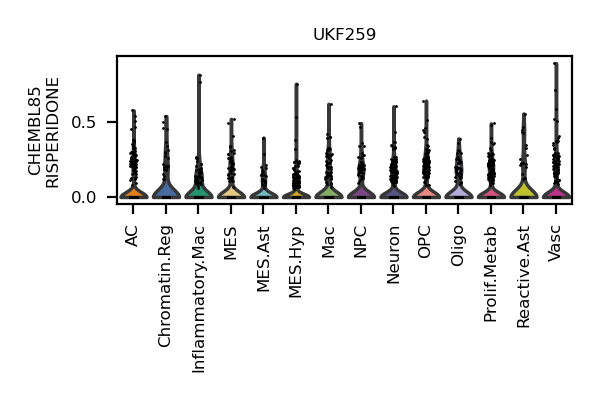 UKF259
CHEMBL85
RISPERIDONE
0.5
0.0
AC
Chromatin.Reg
Inflammatory.Mac
MES
MES.Ast
MES.Hyp
Mac
NPC
Neuron
OPC
Oligo
Prolif.Metab
Reactive.Ast
Vasc